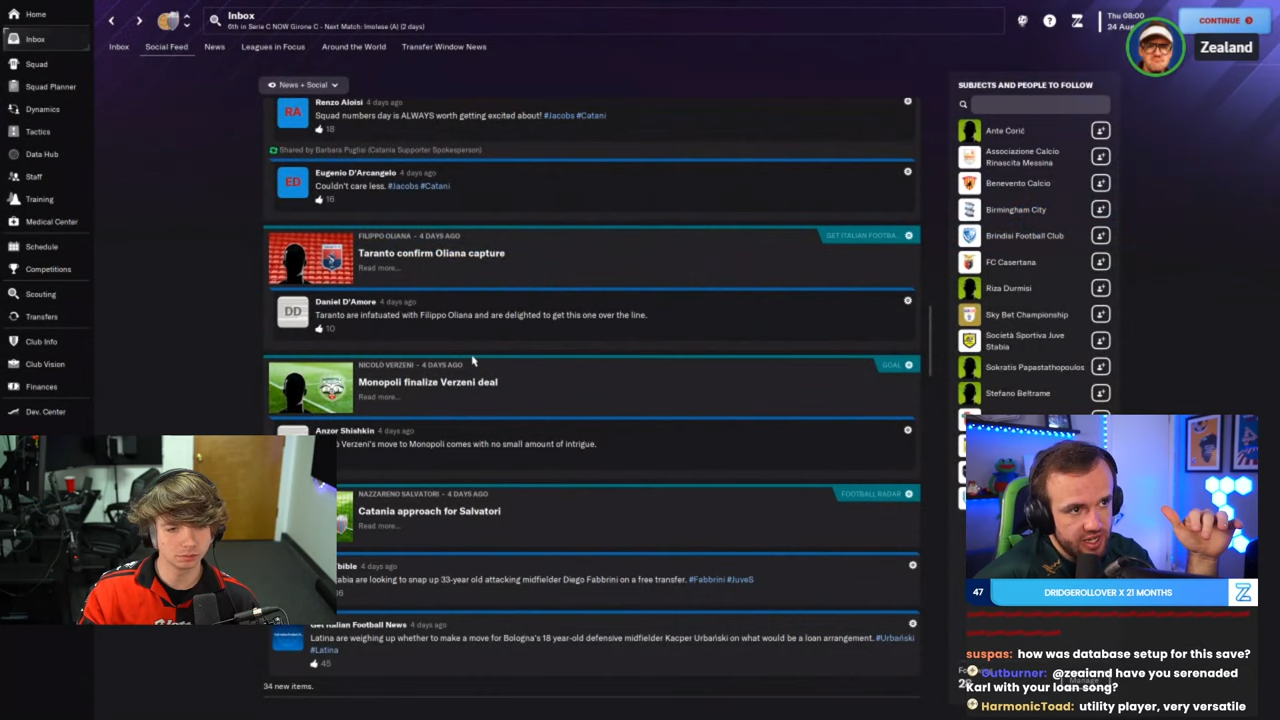 Home
Inbox
Squad
Squad Planner
Dynamics
Tactics
Data Hub
Staff
Training
Medical Center
Schedule
Competitions
Scouting
Transfers
Club Info
Club Vision
Finances
Dev. Center
Inbox
6th in Serie C NOW Girone C - Next Match: Imolese (A) (2 days)
Thu 08:00
24 Au
CONTINUE
Zealand
Inbox
Social Feed
News
Leagues in Focus
Around the World
Transfer Window News
News + Social
RA
Renzo Aloisi 4 days ago
Squad numbers day is ALWAYS worth getting excited about! #Jacobs #Catani
18
Shared by Barbara Puglisi (Catania Supporter Spokesperson)
ED
Eugenio D'Arcangelo 4 days ago
Couldn't care less. #Jacobs #Catani
16
FILIPPO OLIANA - 4 DAYS AGO
GET ITALIAN FOOTBA...
Taranto confirm Oliana capture
Read more...
DD
Daniel D'Amore 4 days ago
Taranto are infatuated with Filippo Oliana and are delighted to get this one over the line.
10
NICOLÒ VERZENI - 4 DAYS AGO
GOAL
Monopoli finalize Verzeni deal
Read more...
Anzor Shishkin 4 days ago
Verzeni's move to Monopoli comes with no small amount of intrigue.
NAZZARENO SALVATORI - 4 DAYS AGO
FOOTBALL RADAR
Catania approach for Salvatori
Read more...
bible 4 days ago
abia are looking to snap up 33-year old attacking midfielder Diego Fabbrini on a free transfer. #Fabbrini #JuveS
Get Italian Football News 4 days ago
Latina are weighing up whether to make a move for Bologna's 18 year-old defensive midfielder Kacper Urbański on what would be a loan arrangement. #Urbański
#Latina
45
34 new items.
SUBJECTS AND PEOPLE TO FOLLOW
Ante Ćorić
Associazione Calcio
Rinascita Messina
Benevento Calcio
Birmingham City
Brindisi Football Club
FC Casertana
Riza Durmisi
Sky Bet Championship
Società Sportiva Juve
Stabia
Sokratis Papastathopoulos
Stefano Beltrame
47
DRIDGEROLLOVER X 21 MONTHS
Z
suspas: how was database setup for this save?
Outburner: @zealand have you serenaded
Karl with your loan song?
Manage
HarmonicToad: utility player, very versatile